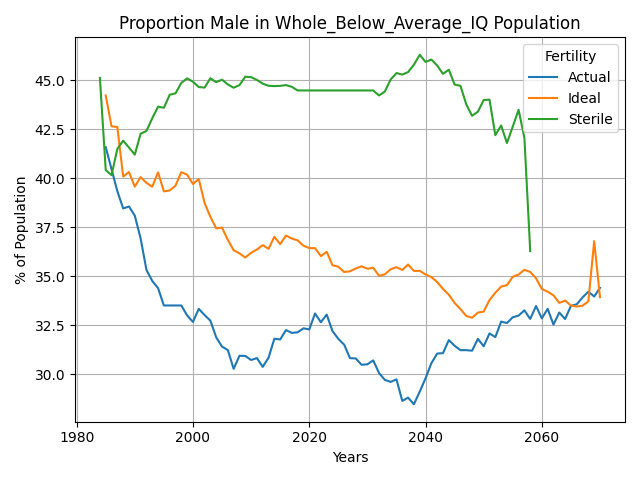 Proportion Male in Whole_Below_Average_IQ Population
Fertility
Actual
Ideal
Sterile
% of Population
45.0
42.5
40.0
37.5
35.0
32.5
30.0
1980
2000
2020
2040
2060
Years